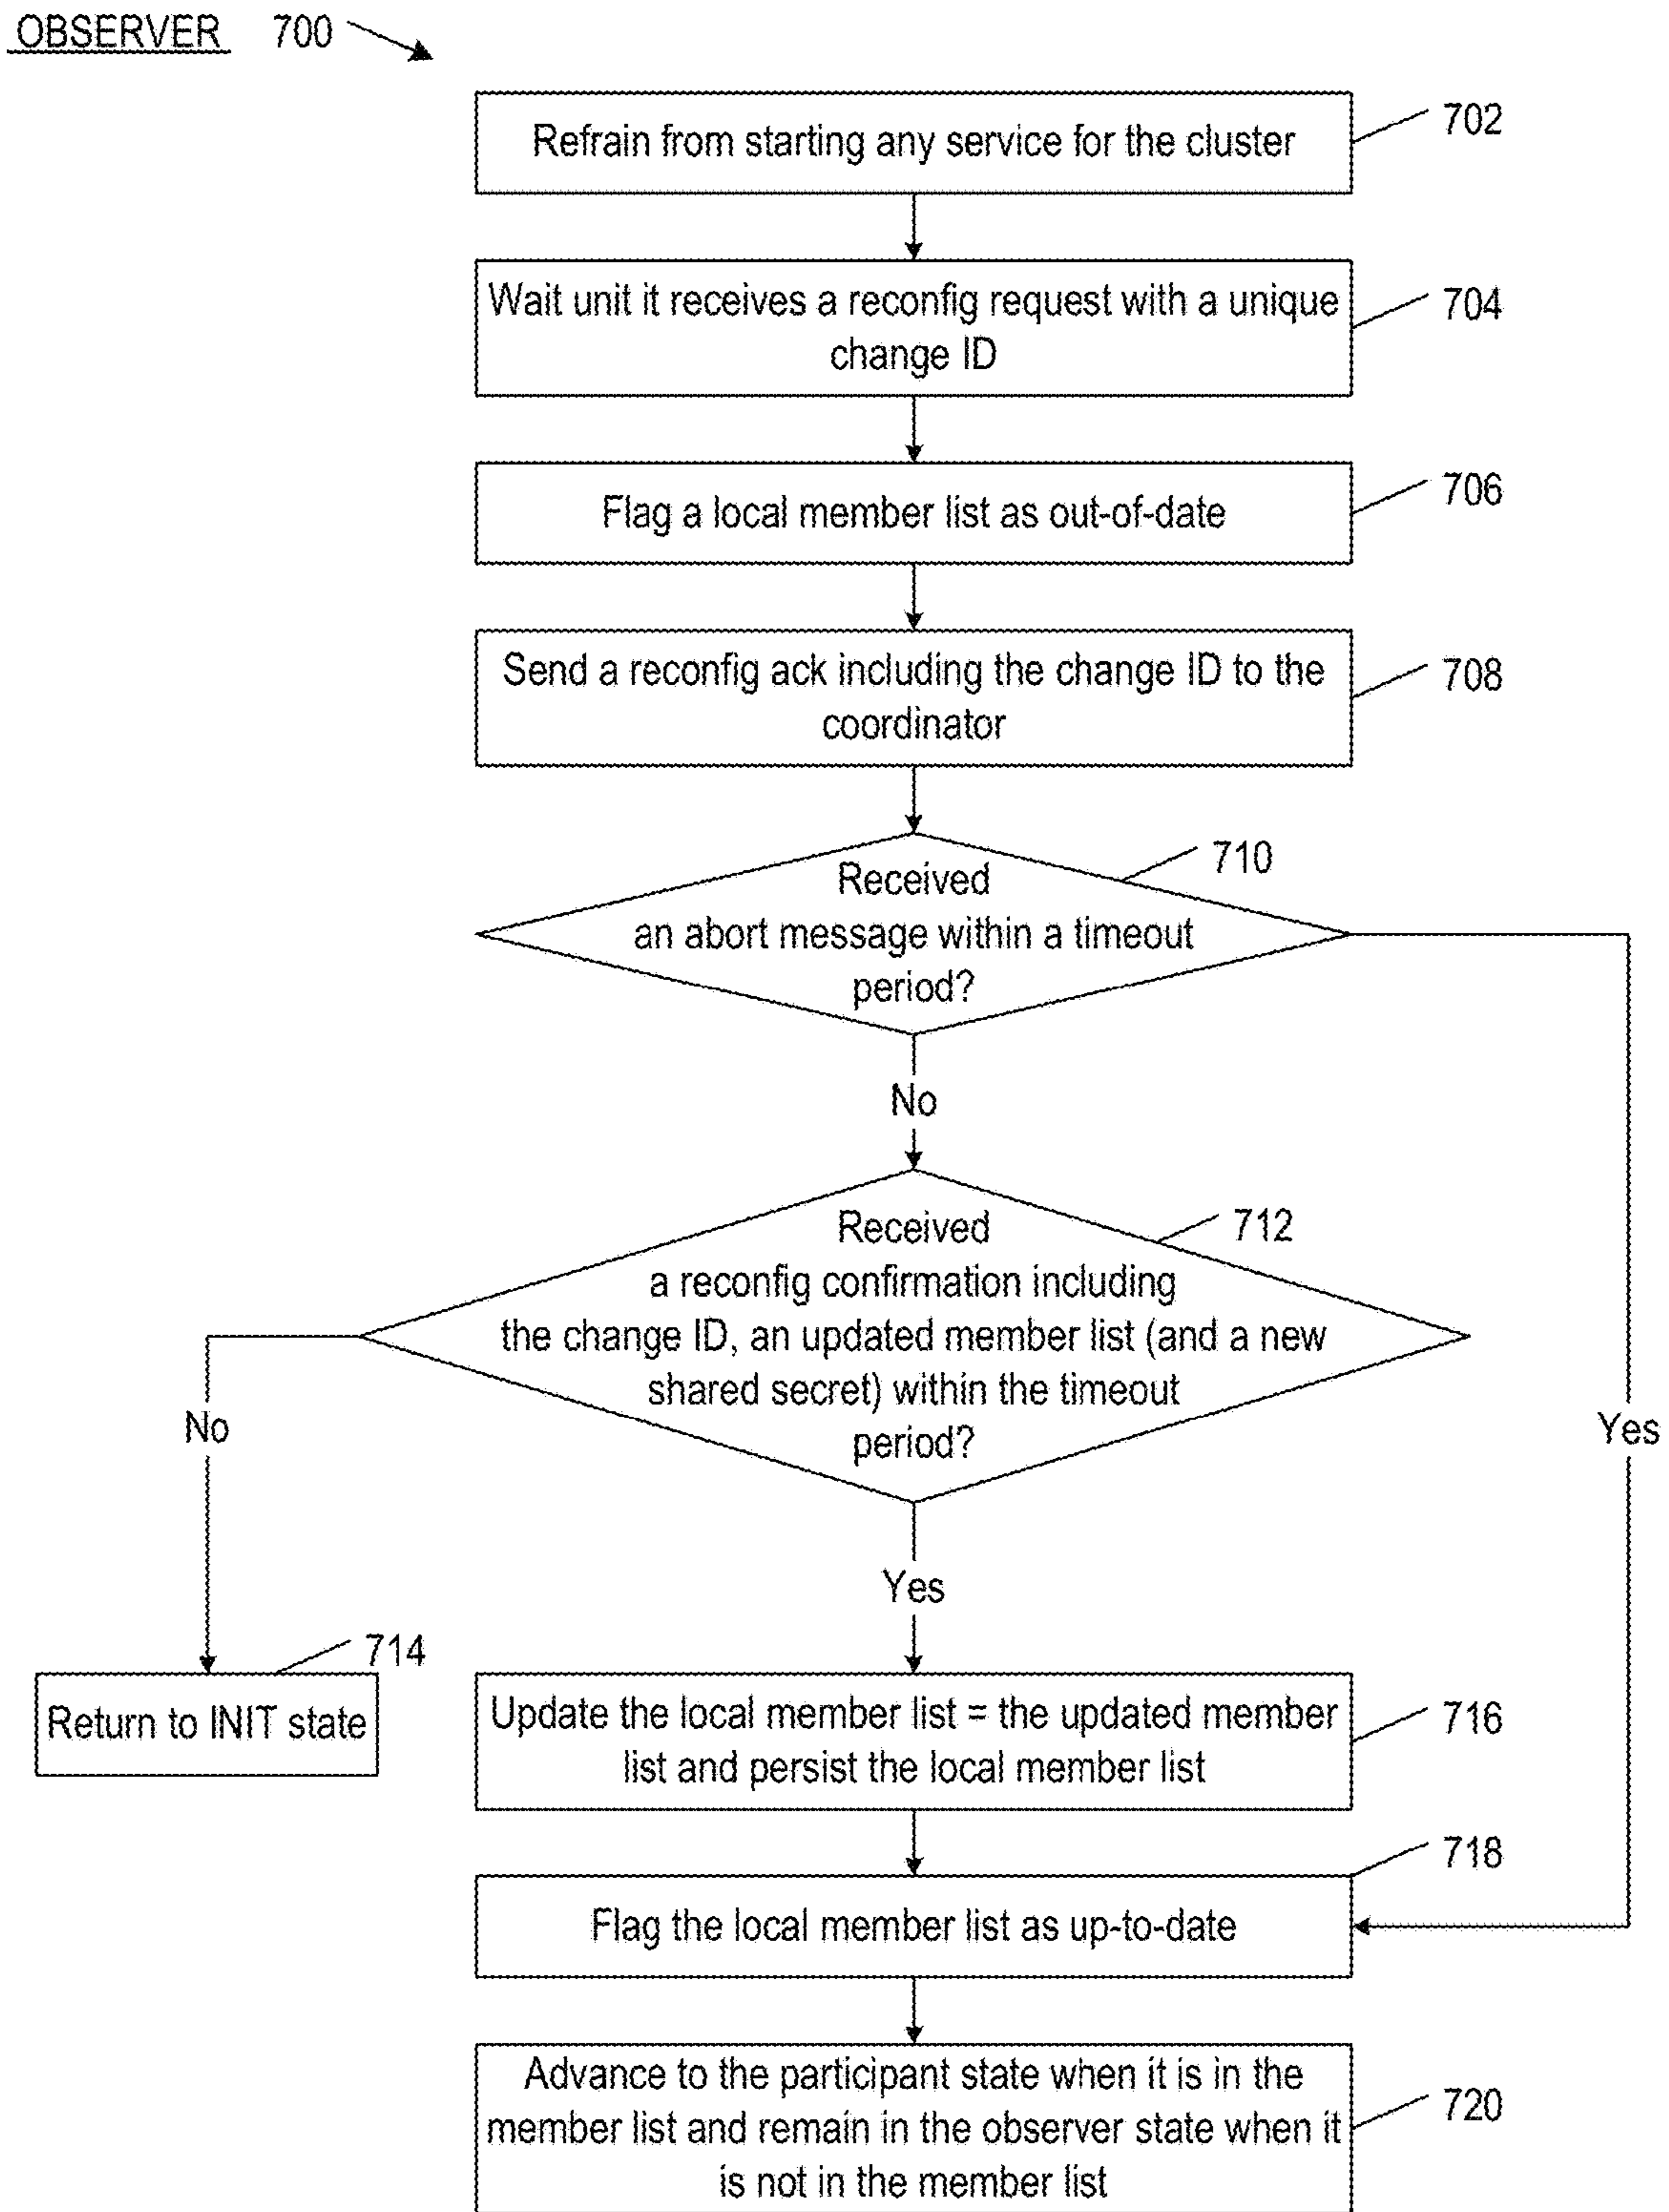 OBSERVER 700
Refrain from starting any service for the cluster
702
Wait unit it receives a reconfig request with a unique
change ID
704
Flag a local member list as out-of-date
706
Send a reconfig ack including the change ID to the
coordinator
708
Received
an abort message within a timeout
period?
710
No
Yes
Received
a reconfig confirmation including
the change ID, an updated member list (and a new
shared secret) within the timeout
period?
712
No
Yes
Return to INIT state
714
Update the local member list = the updated member
list and persist the local member list
716
Flag the local member list as up-to-date
718
Advance to the participant state when it is in the
member list and remain in the observer state when it
is not in the member list
720